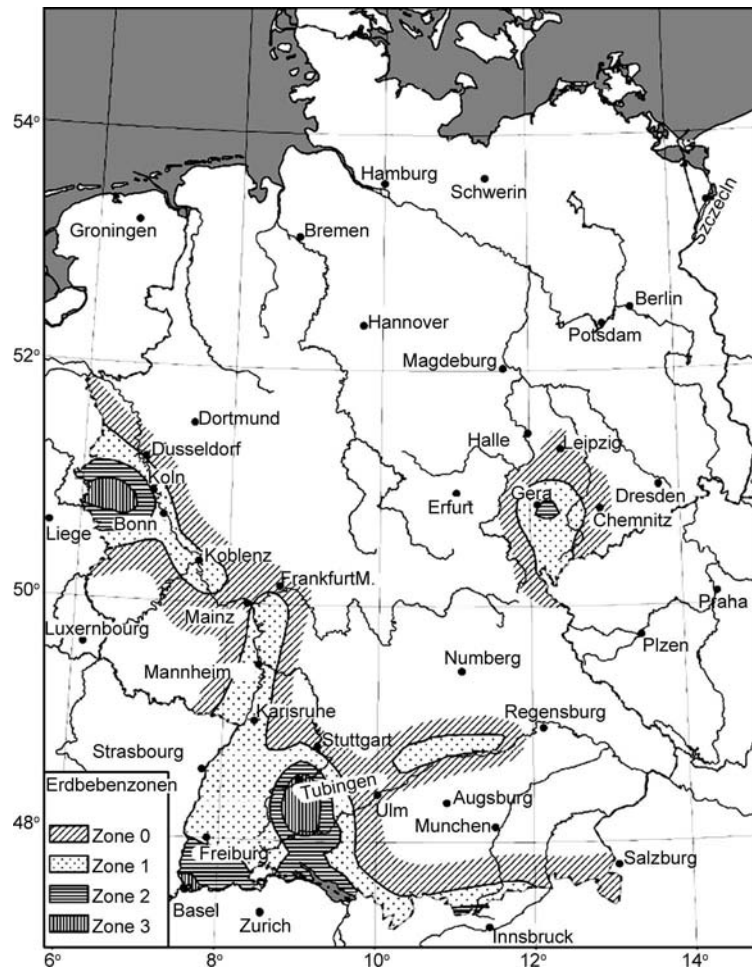 54°
Hamburg
Schwerin
Szczecin
Groningen
Bremen
Berlin
Hannover
Potsdam
52°
Magdeburg
Dortmund
Halle
Leipzig
Dusseldorf
Koln
Gera
Dresden
Erfurt
Chemnitz
Bonn
Liege
Koblenz
50°
FrankfurtM.
Praha
Mainz
Luxernbourg
Plzen
Mannheim
Numberg
Karisruhe
Regensburg
Strasbourg
Stuttgart
Erdbebenzonen
Tubingen
Ulm
Augsburg
48°
Munchen
Zone 0
Zone 1
Freiburg
Salzburg
Zone 2
Basel
Zone 3
Zurich
Innsbruck
6° 8° 10° 12° 14°